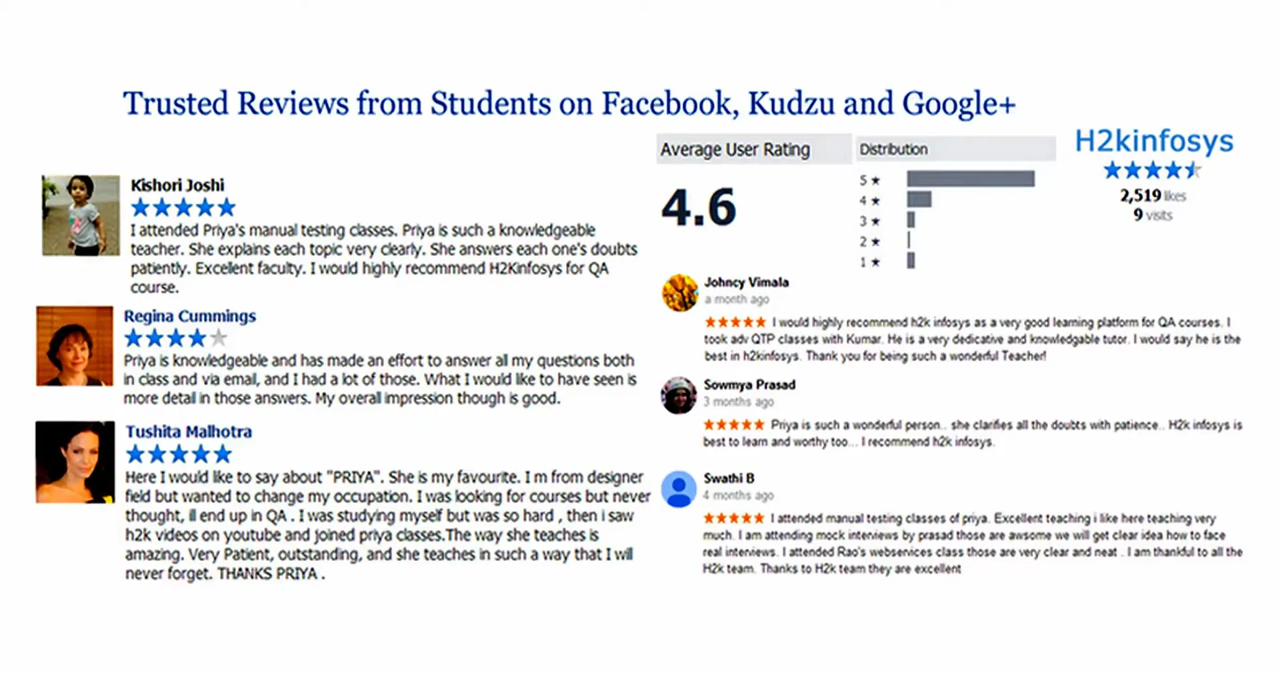 Trusted Reviews from Students on Facebook, Kudzu and Google+
Kishori Joshi
I attended Priya's manual testing classes. Priya is such a knowledgeable
teacher. She explains each topic very clearly. She answers each one's doubts
patiently. Excellent faculty. I would highly recommend H2Kinfosys for QA
course.
Regina Cummings
Priya is knowledgeable and has made an effort to answer all my questions both
in class and via email, and I had a lot of those. What I would like to have seen is
more detail in those answers. My overall impression though is good.
Tushita Malhotra
Here I would like to say about "PRIYA". She is my favourite. I m from designer
field but wanted to change my occupation. I was looking for courses but never
thought, ill end up in QA . I was studying myself but was so hard , then i saw
h2k videos on youtube and joined priya classes.The way she teaches is
amazing. Very Patient, outstanding, and she teaches in such a way that I will
never forget. THANKS PRIYA .
Average User Rating
4.6
Distribution
5 ★
4 ★
3 ★
2 ★
1 ★
H2kinfosys
2,519 likes
9 visits
Johncy Vimala
a month ago
I would highly recommend h2k infosys as a very good learning platform for QA courses. I
took adv QTP classes with Kumar. He is a very dedicative and knowledgable tutor. I would say he is the
best in h2kinfosys. Thank you for being such a wonderful Teacher!
Sowmya Prasad
3 months ago
Priya is such a wonderful person.. she clarifies all the doubts with patience.. H2k infosys is
best to learn and worthy too... I recommend h2k infosys.
Swathi B
4 months ago
I attended manual testing classes of priya. Excellent teaching i like here teaching very
much. I am attending mock interviews by prasad those are awsome we will get clear idea how to face
real interviews. I attended Rao's webservices class those are very clear and neat . I am thankful to all the
H2k team. Thanks to H2k team they are excellent